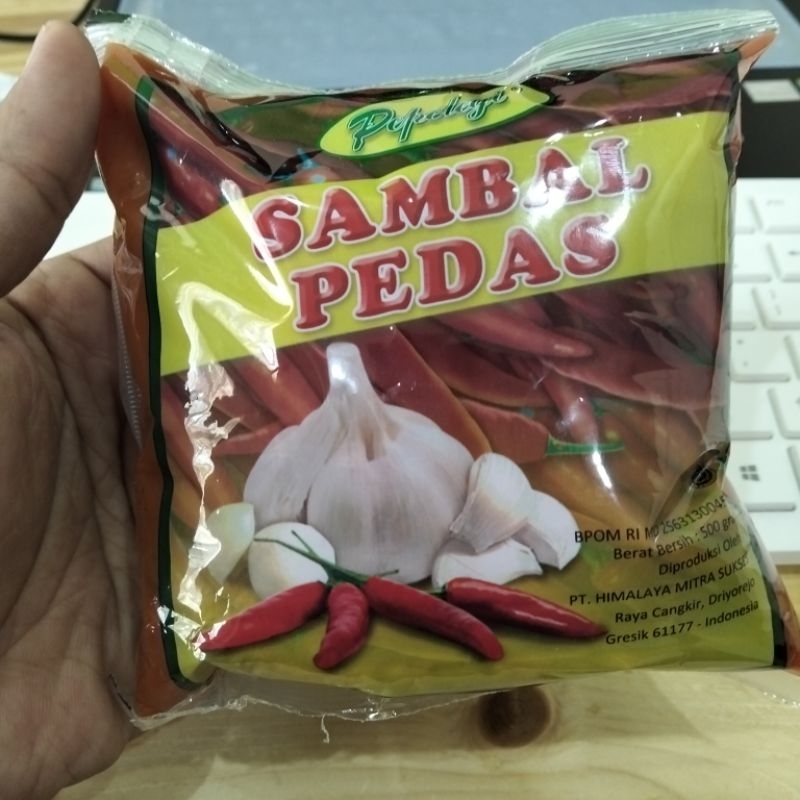 SAMBAL
PEDAS
BPOM RI MD 256313004
Berat Bersih : 500 gr
Diproduksi Oleh
PT. HIMALAYA MITRA SUKSES
Raya Cangkir, Driyorejo
Gresik 61177 - Indonesia